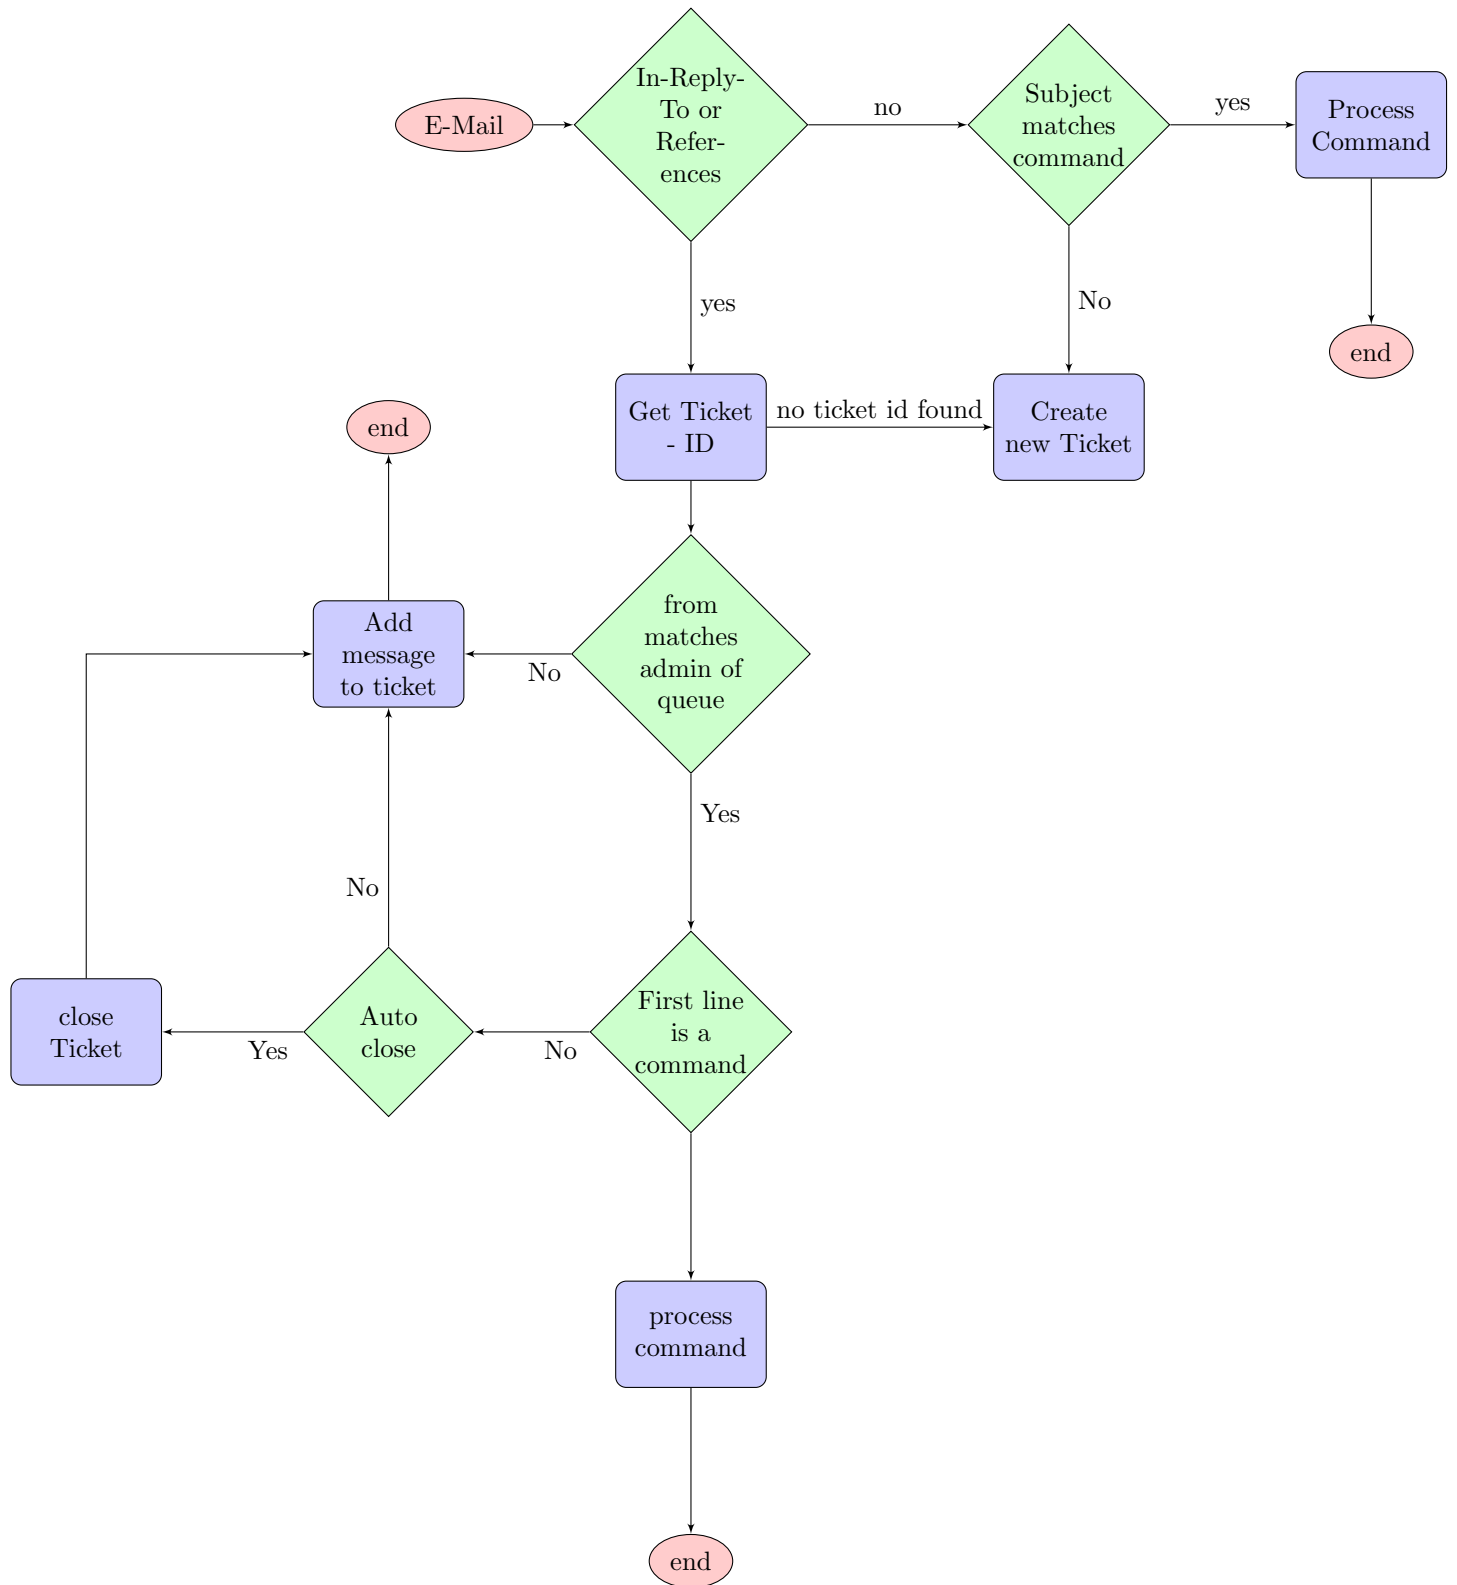 E-Mail
In-Reply-
To or
Refer-
ences
no
Subject
matches
command
yes
Process
Command
yes
No
end
Get Ticket
- ID
no ticket id found
Create
new Ticket
end
from
matches
admin of
queue
No
Add
message
to ticket
Yes
No
First line
is a
command
No
Auto
close
Yes
close
Ticket
process
command
end